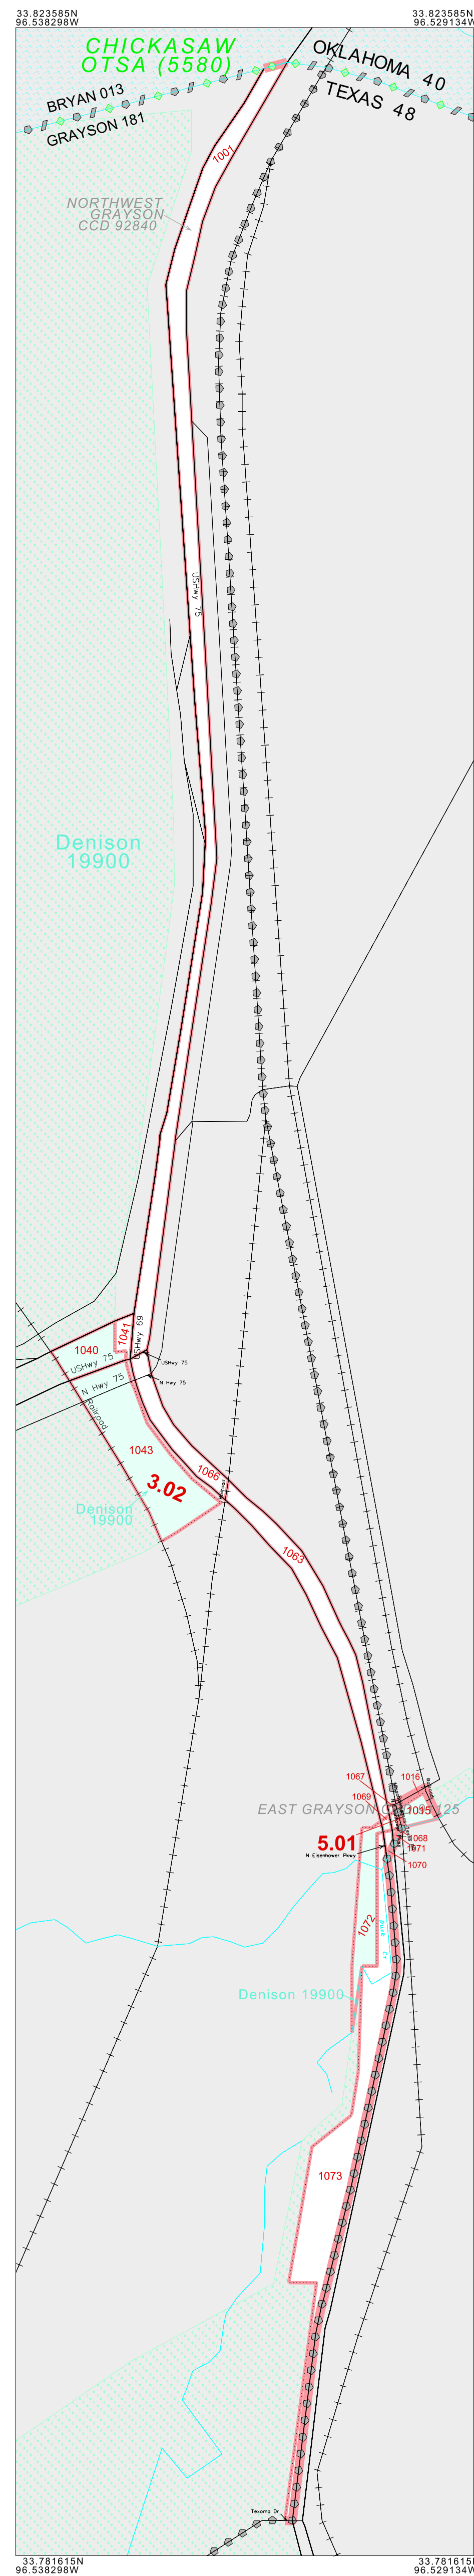 33.823585N
96.538298W
33.823585N
96.529134W
CHICKASAW
OTSA (5580)
OKLAHOMA 40
TEXAS 48
BRYAN 013
GRAYSON 181
1001
NORTHWEST
GRAYSON
CCD 92840
USHwy 75
Denison
19900
1041
USHwy 69
1040
USHwy 75
USHwy 75
N Hwy 75
N Hwy 75
Railroad
1043
1066
3.02
Denison
19900
1063
1067
1016
1069
1015
EAST GRAYSON
125
5.01
1068
1071
N Eisenhower Pkwy
1070
1072
Denison 19900
1073
Texoma Dr
33.781615N
96.538298W
33.781615N
96.529134W